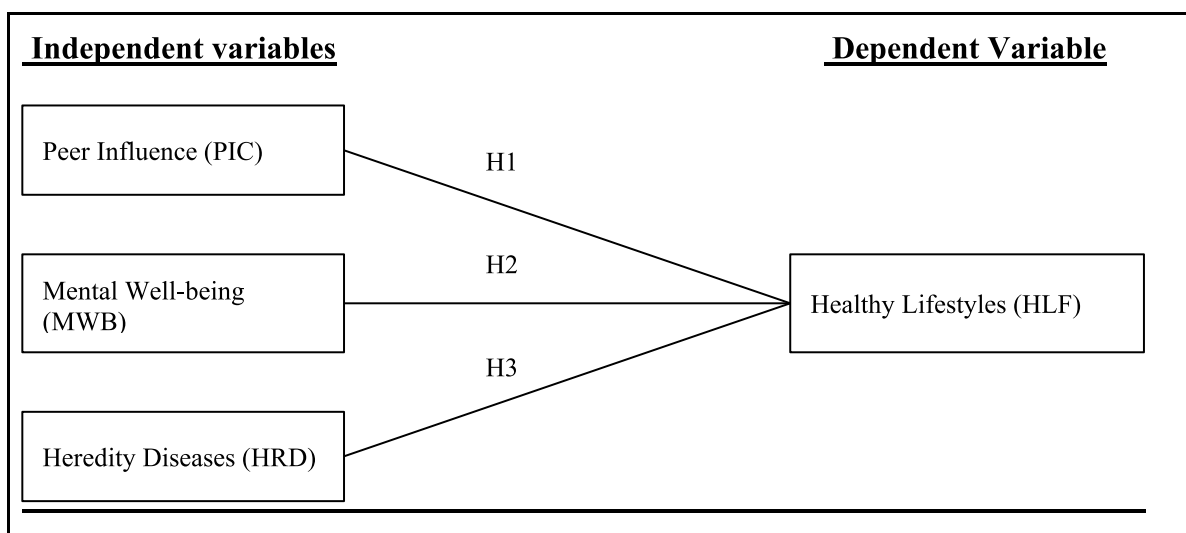 Independent variables
Dependent Variable
Peer Influence (PIC)
H1
Mental Well-being
(MWB)
H2
Healthy Lifestyles (HLF)
H3
Heredity Diseases (HRD)